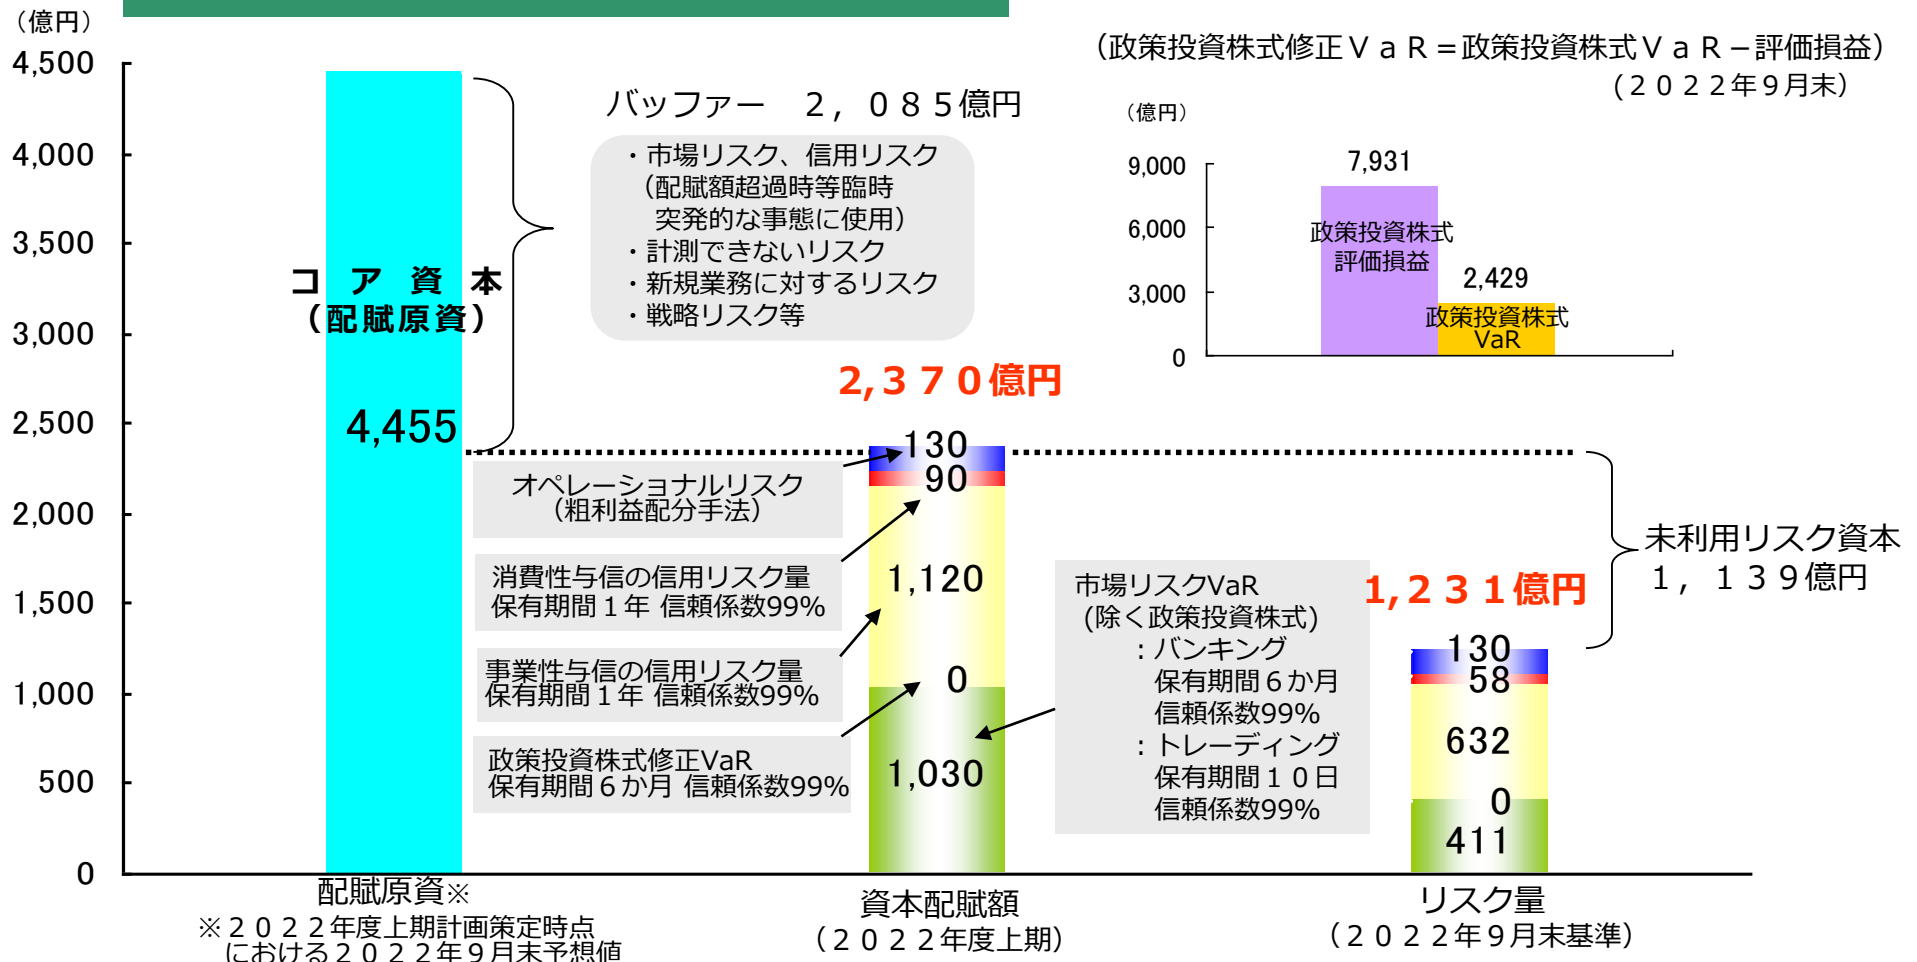 （億円）
4,500
4,000
3,500
3,000
2,500
2,000
1,500
1,000
500
0
コ ア 資 本
（配賦原資）
4,455
バッファー　２，０８５億円
・市場リスク、信用リスク
（配賦額超過時等臨時
突発的な事態に使用）
・計測できないリスク
・新規業務に対するリスク
・戦略リスク等
（政策投資株式修正ＶａＲ＝政策投資株式ＶａＲ－評価損益）
(２０２２年９月末）
（億円）
9,000
6,000
3,000
0
7,931
政策投資株式
評価損益
2,429
政策投資株式
VaR
2,３７０億円
130
90
1,120
0
1,030
オペレーショナルリスク
（粗利益配分手法）
消費性与信の信用リスク量
保有期間１年 信頼係数99%
事業性与信の信用リスク量
保有期間１年 信頼係数99%
政策投資株式修正VaR
保有期間６か月 信頼係数99%
市場リスクVaR
(除く政策投資株式)
：バンキング
保有期間６か月
信頼係数99%
：トレーディング
保有期間１０日
信頼係数99%
1,２３１億円
130
58
632
0
411
未利用リスク資本
１，１３９億円
配賦原資※
※２０２２年度上期計画策定時点
における２０２２年９月末予想値
資本配賦額
（２０２２年度上期）
リスク量
（２０２２年９月末基準）